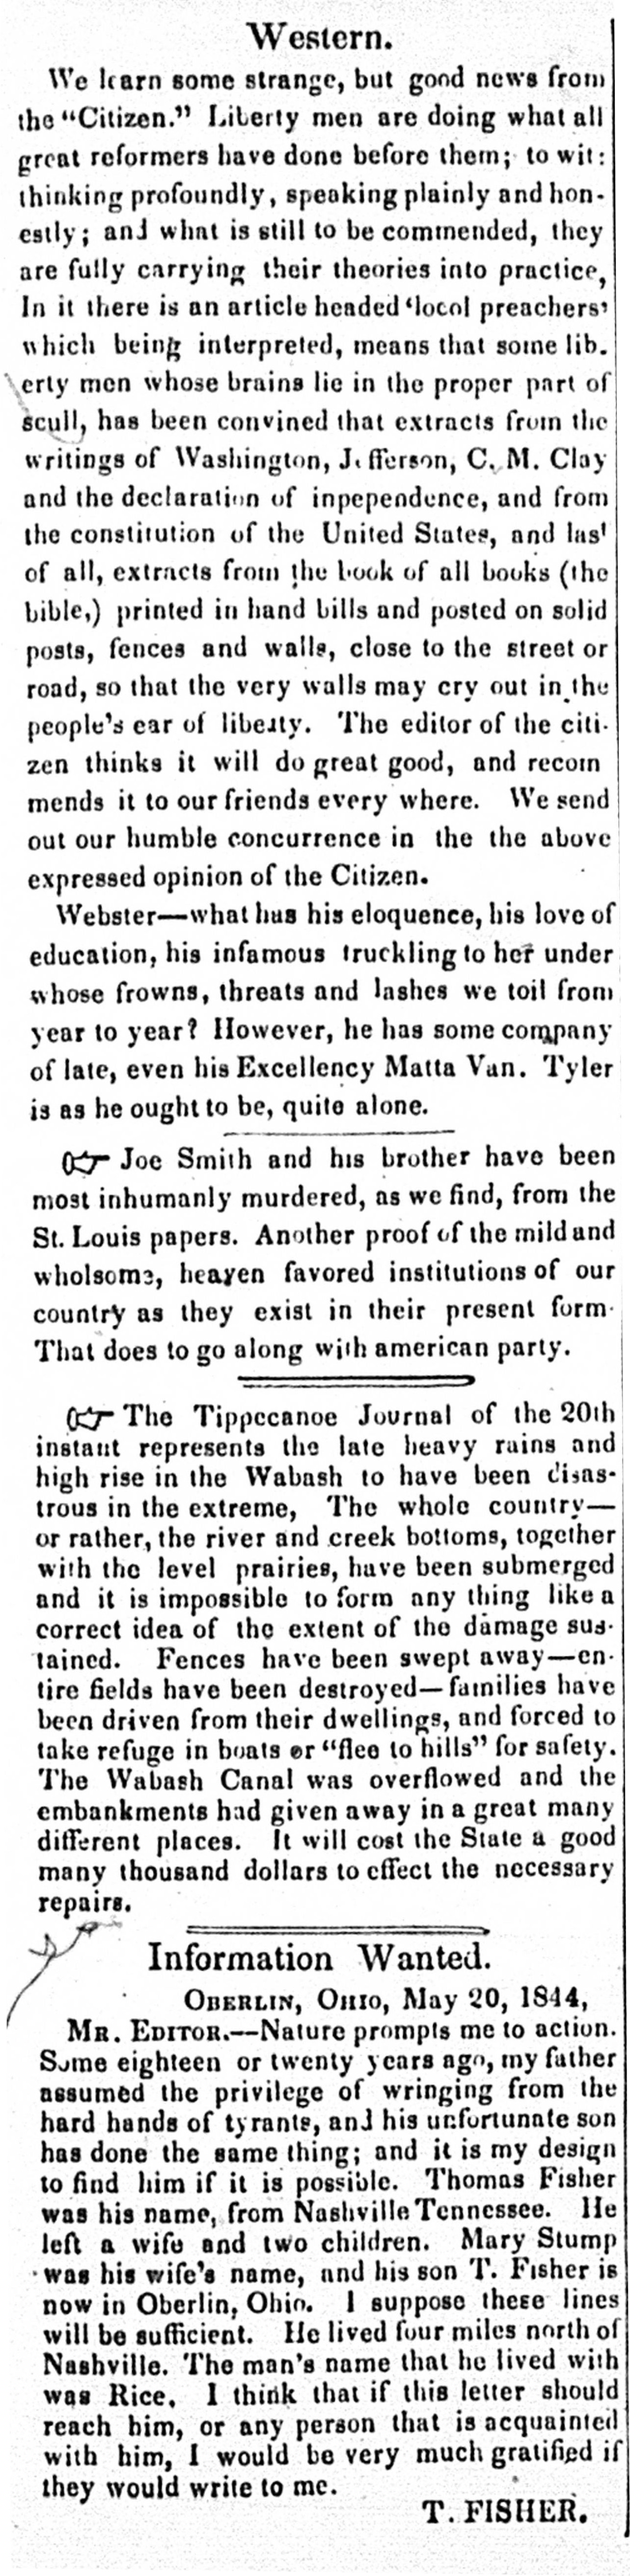 Western.
We learn some strange, but good news from
the "Citizen." Liberty men are doing what all
great reformers have done before them; to wit:
thinking profoundly, speaking plainly and hon-
estly; and what is still to be commended, they
are fully carrying their theories into practice,
In it there is an article headed 'local preachers'
which being interpreted, means that some lib.
erty men whose brains lie in the proper part of
scull, has been convined that extracts from the
writings of Washington, Jefferson, C. M. Clay
and the declaration of inpependence, and from
the constitution of the United States, and last
of all, extracts from the book of all books (the
bible,) printed in hand bills and posted on solid
posts, fences and walls, close to the street or
road, so that the very walls may cry out in the
people's ear of liberty. The editor of the citi-
zen thinks it will do great good, and recom
mends it to our friends every where. We send
out our humble concurrence in the the above
expressed opinion of the Citizen.
Webster—what has his eloquence, his love of
education, his infamous truckling to her under
whose frowns, threats and lashes we toil from
year to year? However, he has some company
of late, even his Excellency Matta Van. Tyler
is as he ought to be, quite alone.
☞ Joe Smith and his brother have been
most inhumanly murdered, as we find, from the
St. Louis papers. Another proof of the mild and
wholsome, heaven favored institutions of our
country as they exist in their present form.
That does to go along with american party.
☞ The Tippecanoe Journal of the 20th
instant represents the late heavy rains and
high rise in the Wabash to have been disas-
trous in the extreme, The whole country—
or rather, the river and creek bottoms, together
with the level prairies, have been submerged
and it is impossible to form any thing like a
correct idea of the extent of the damage sus-
tained. Fences have been swept away—en-
tire fields have been destroyed—families have
been driven from their dwellings, and forced to
take refuge in boats or "flee to hills" for safety.
The Wabash Canal was overflowed and the
embankments had given away in a great many
different places. It will cost the State a good
many thousand dollars to effect the necessary
repairs.
Information Wanted.
OBERLIN, OHIO, May 20, 1844,
MR. EDITOR.—Nature prompts me to action.
Some eighteen or twenty years ago, my father
assumed the privilege of wringing from the
hard hands of tyrants, and his unfortunate son
has done the same thing; and it is my design
to find him if it is possible. Thomas Fisher
was his name, from Nashville Tennessee. He
left a wife and two children. Mary Stump
was his wife's name, and his son T. Fisher is
now in Oberlin, Ohio. I suppose these lines
will be sufficient. He lived four miles north of
Nashville. The man's name that he lived with
was Rice. I think that if this letter should
reach him, or any person that is acquainted
with him, I would be very much gratified if
they would write to me.
T. FISHER.